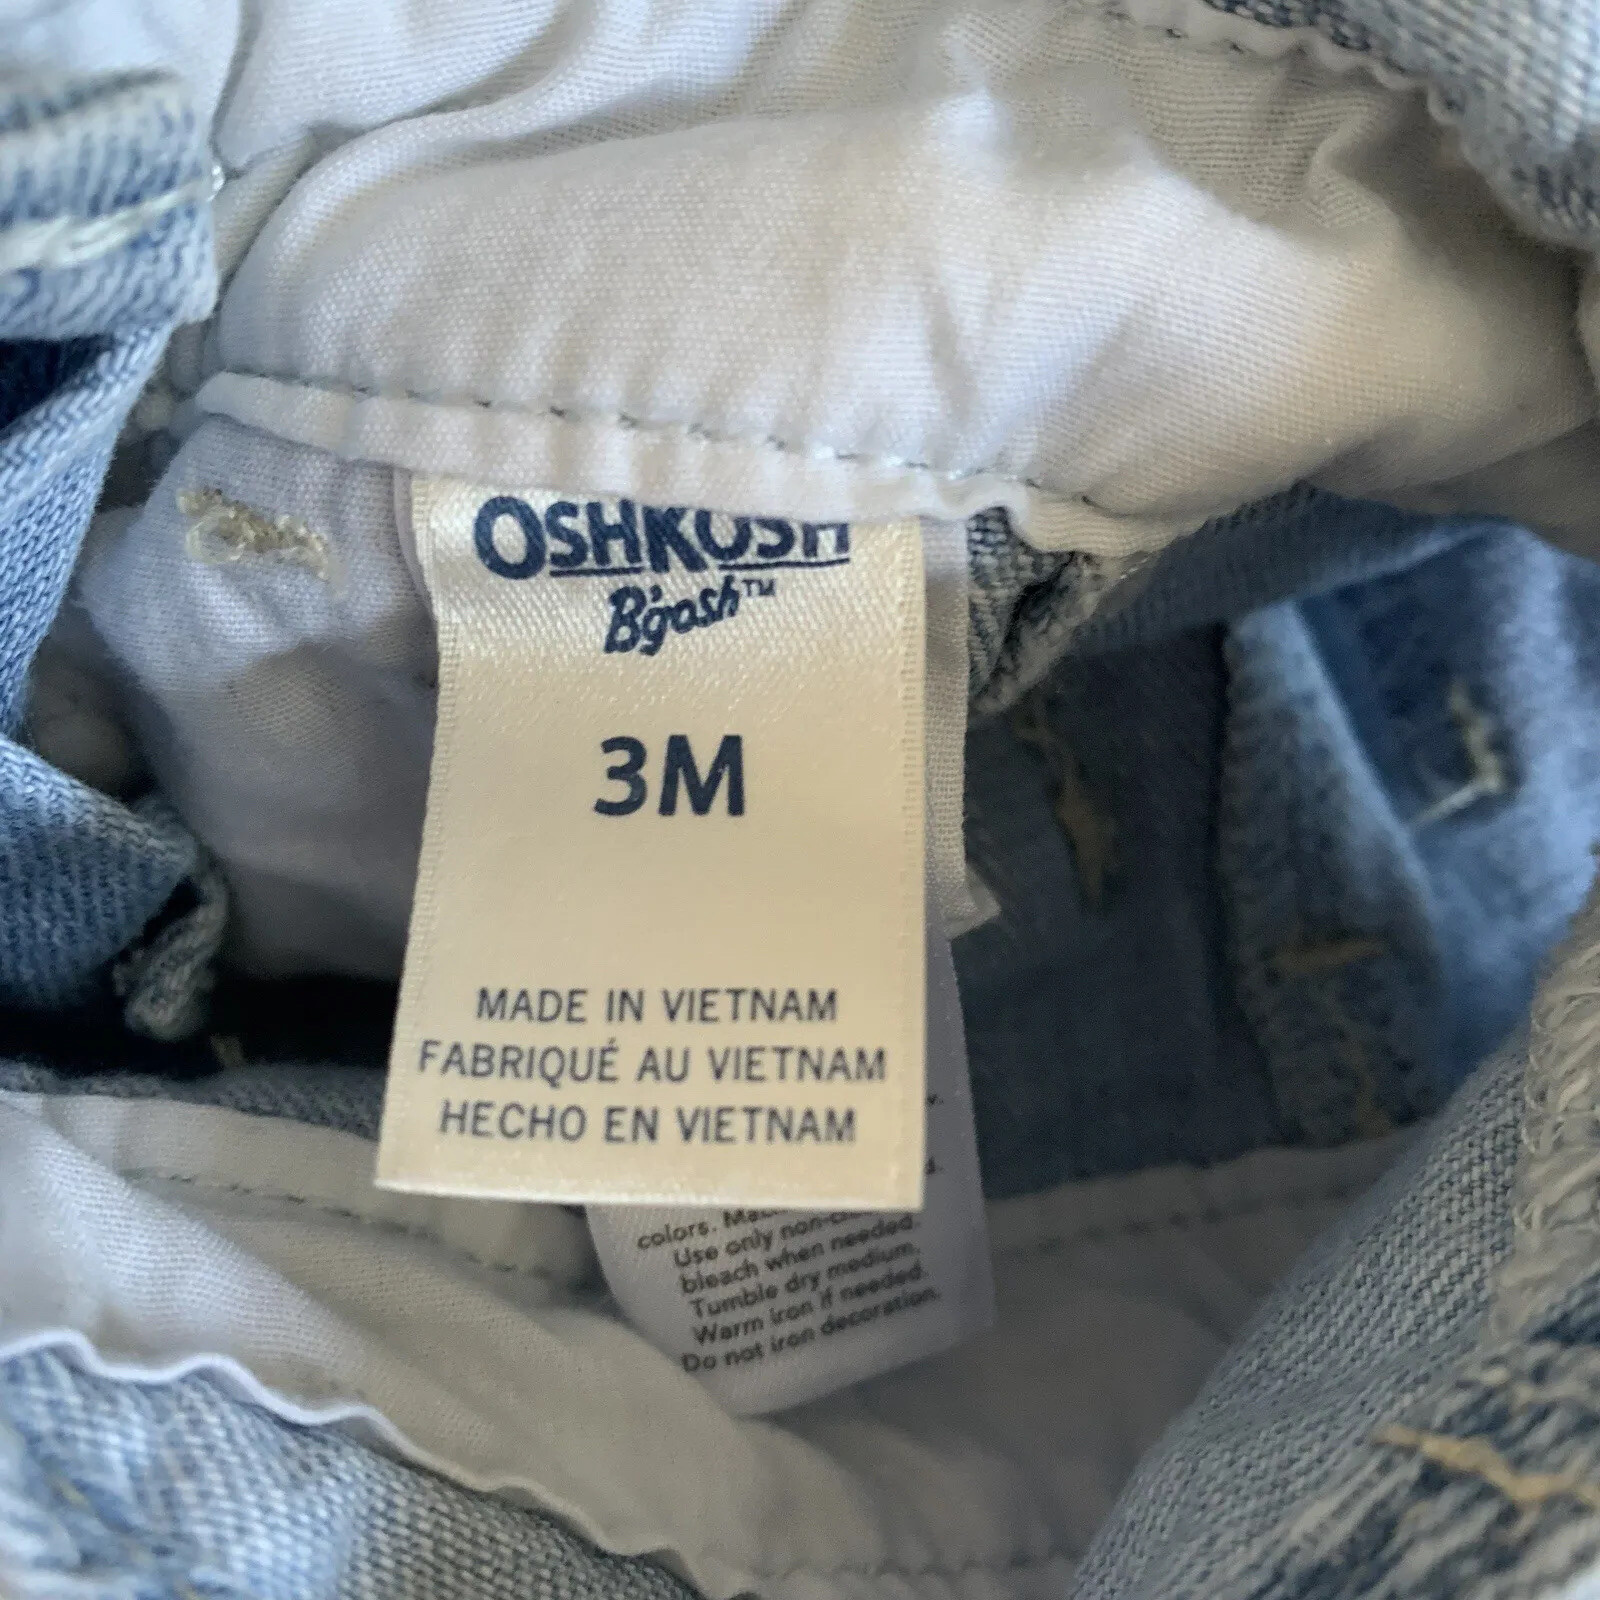 OSHKOSH
B'gosh™
3M
MADE IN VIETNAM
FABRIQUÉ AU VIETNAM
HECHO EN VIETNAM
colors.
Use only
bleach when needed.
Tumble dry medium.
Warm iron if needed.
Do not iron decoration.